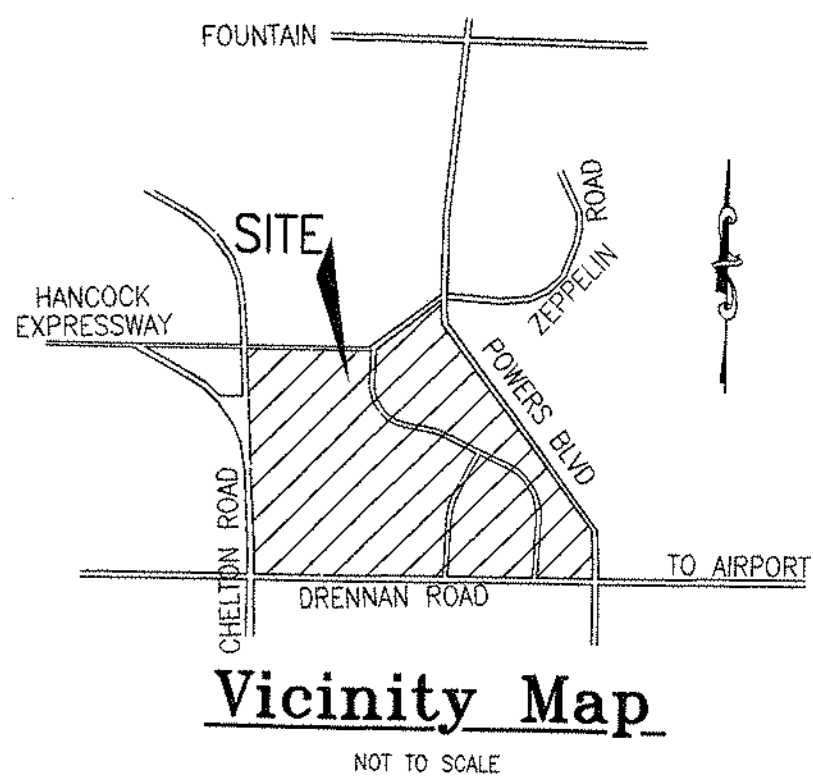 FOUNTAIN
ROAD
ZEPPELIN
SITE
HANCOCK
EXPRESSWAY
POWERS BLVD
CHELTON ROAD
TO AIRPORT
DRENNAN ROAD
Vicinity Map
NOT TO SCALE